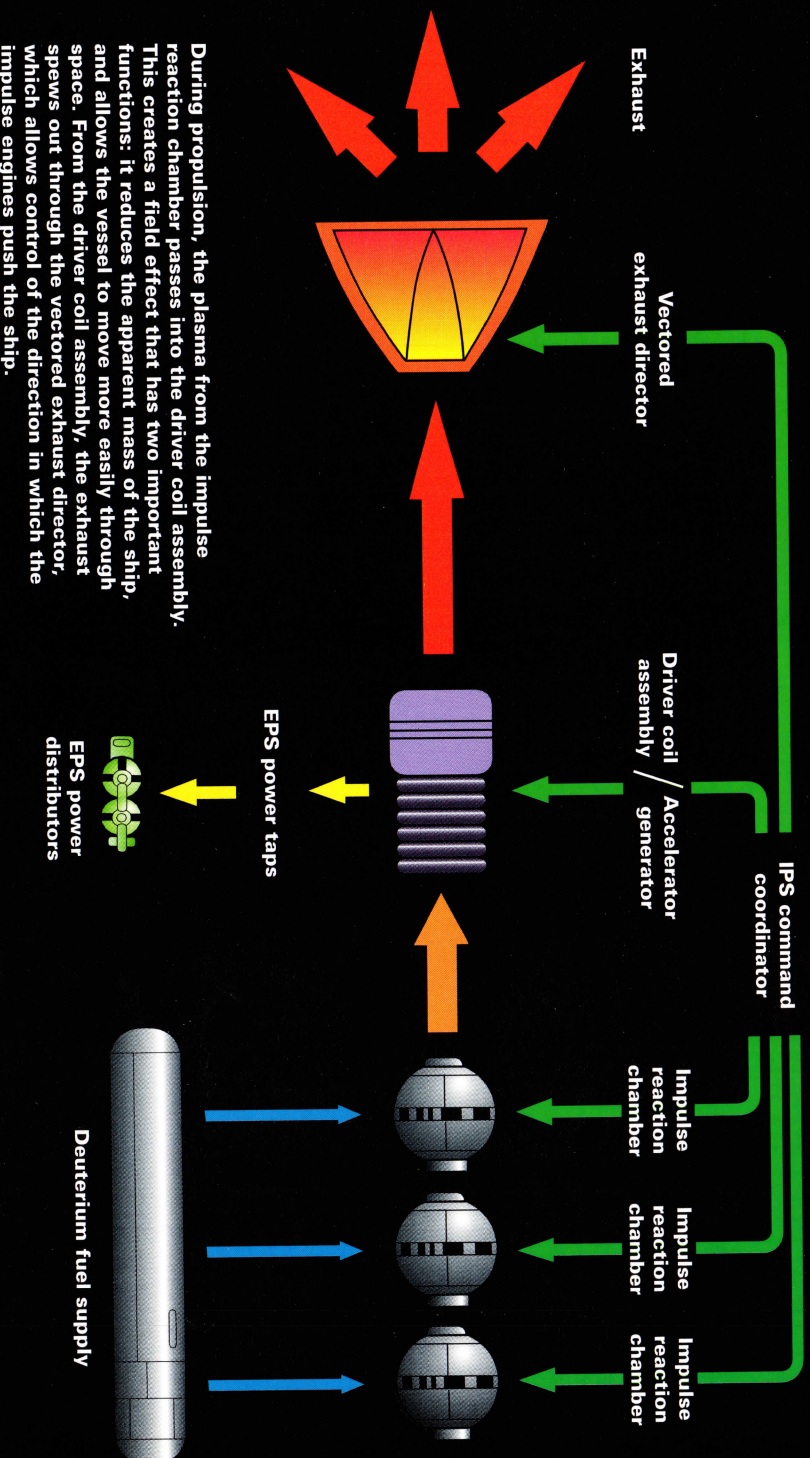 IPS command
coordinator
Exhaust
Vectored
exhaust director
Driver coil
assembly / Accelerator
generator
Impulse
reaction
chamber
Impulse
reaction
chamber
Impulse
reaction
chamber
EPS power taps
EPS power
distributors
Deuterium fuel supply
During propulsion, the plasma from the impulse
reaction chamber passes into the driver coil assembly.
This creates a field effect that has two important
functions: it reduces the apparent mass of the ship,
and allows the vessel to move more easily through
space. From the driver coil assembly, the exhaust
spews out through the vectored exhaust director,
which allows control of the direction in which the
impulse engines push the ship.